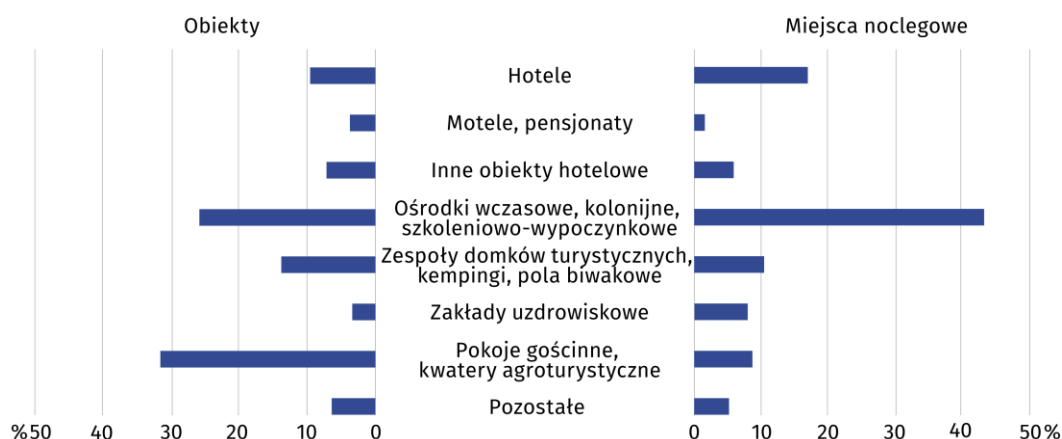 Obiekty
Miejsca noclegowe
Hotele
Motele, pensjonaty
Inne obiekty hotelowe
Ośrodki wczasowe, kolonijne,
szkoleniowo-wypoczynkowe
Zespoły domków turystycznych,
kempingi, pola biwakowe
Zakłady uzdrowiskowe
Pokoje gościnne,
kwatery agroturystyczne
Pozostałe
%50 40 30 20 10 0
0 10 20 30 40 50%